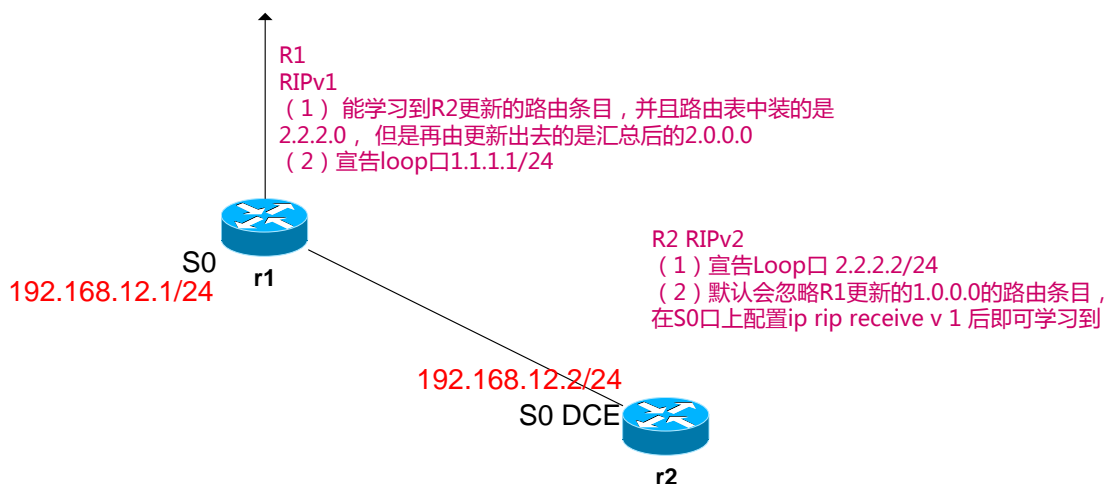 R1
RIPv1
（1） 能学习到R2更新的路由条目，并且路由表中装的是
2.2.2.0， 但是再由更新出去的是汇总后的2.0.0.0
（2）宣告loop口1.1.1.1/24
S0
r1
192.168.12.1/24
R2 RIPv2
（1）宣告Loop口 2.2.2.2/24
（2）默认会忽略R1更新的1.0.0.0的路由条目，
在S0口上配置ip rip receive v 1 后即可学习到
192.168.12.2/24
S0 DCE
r2